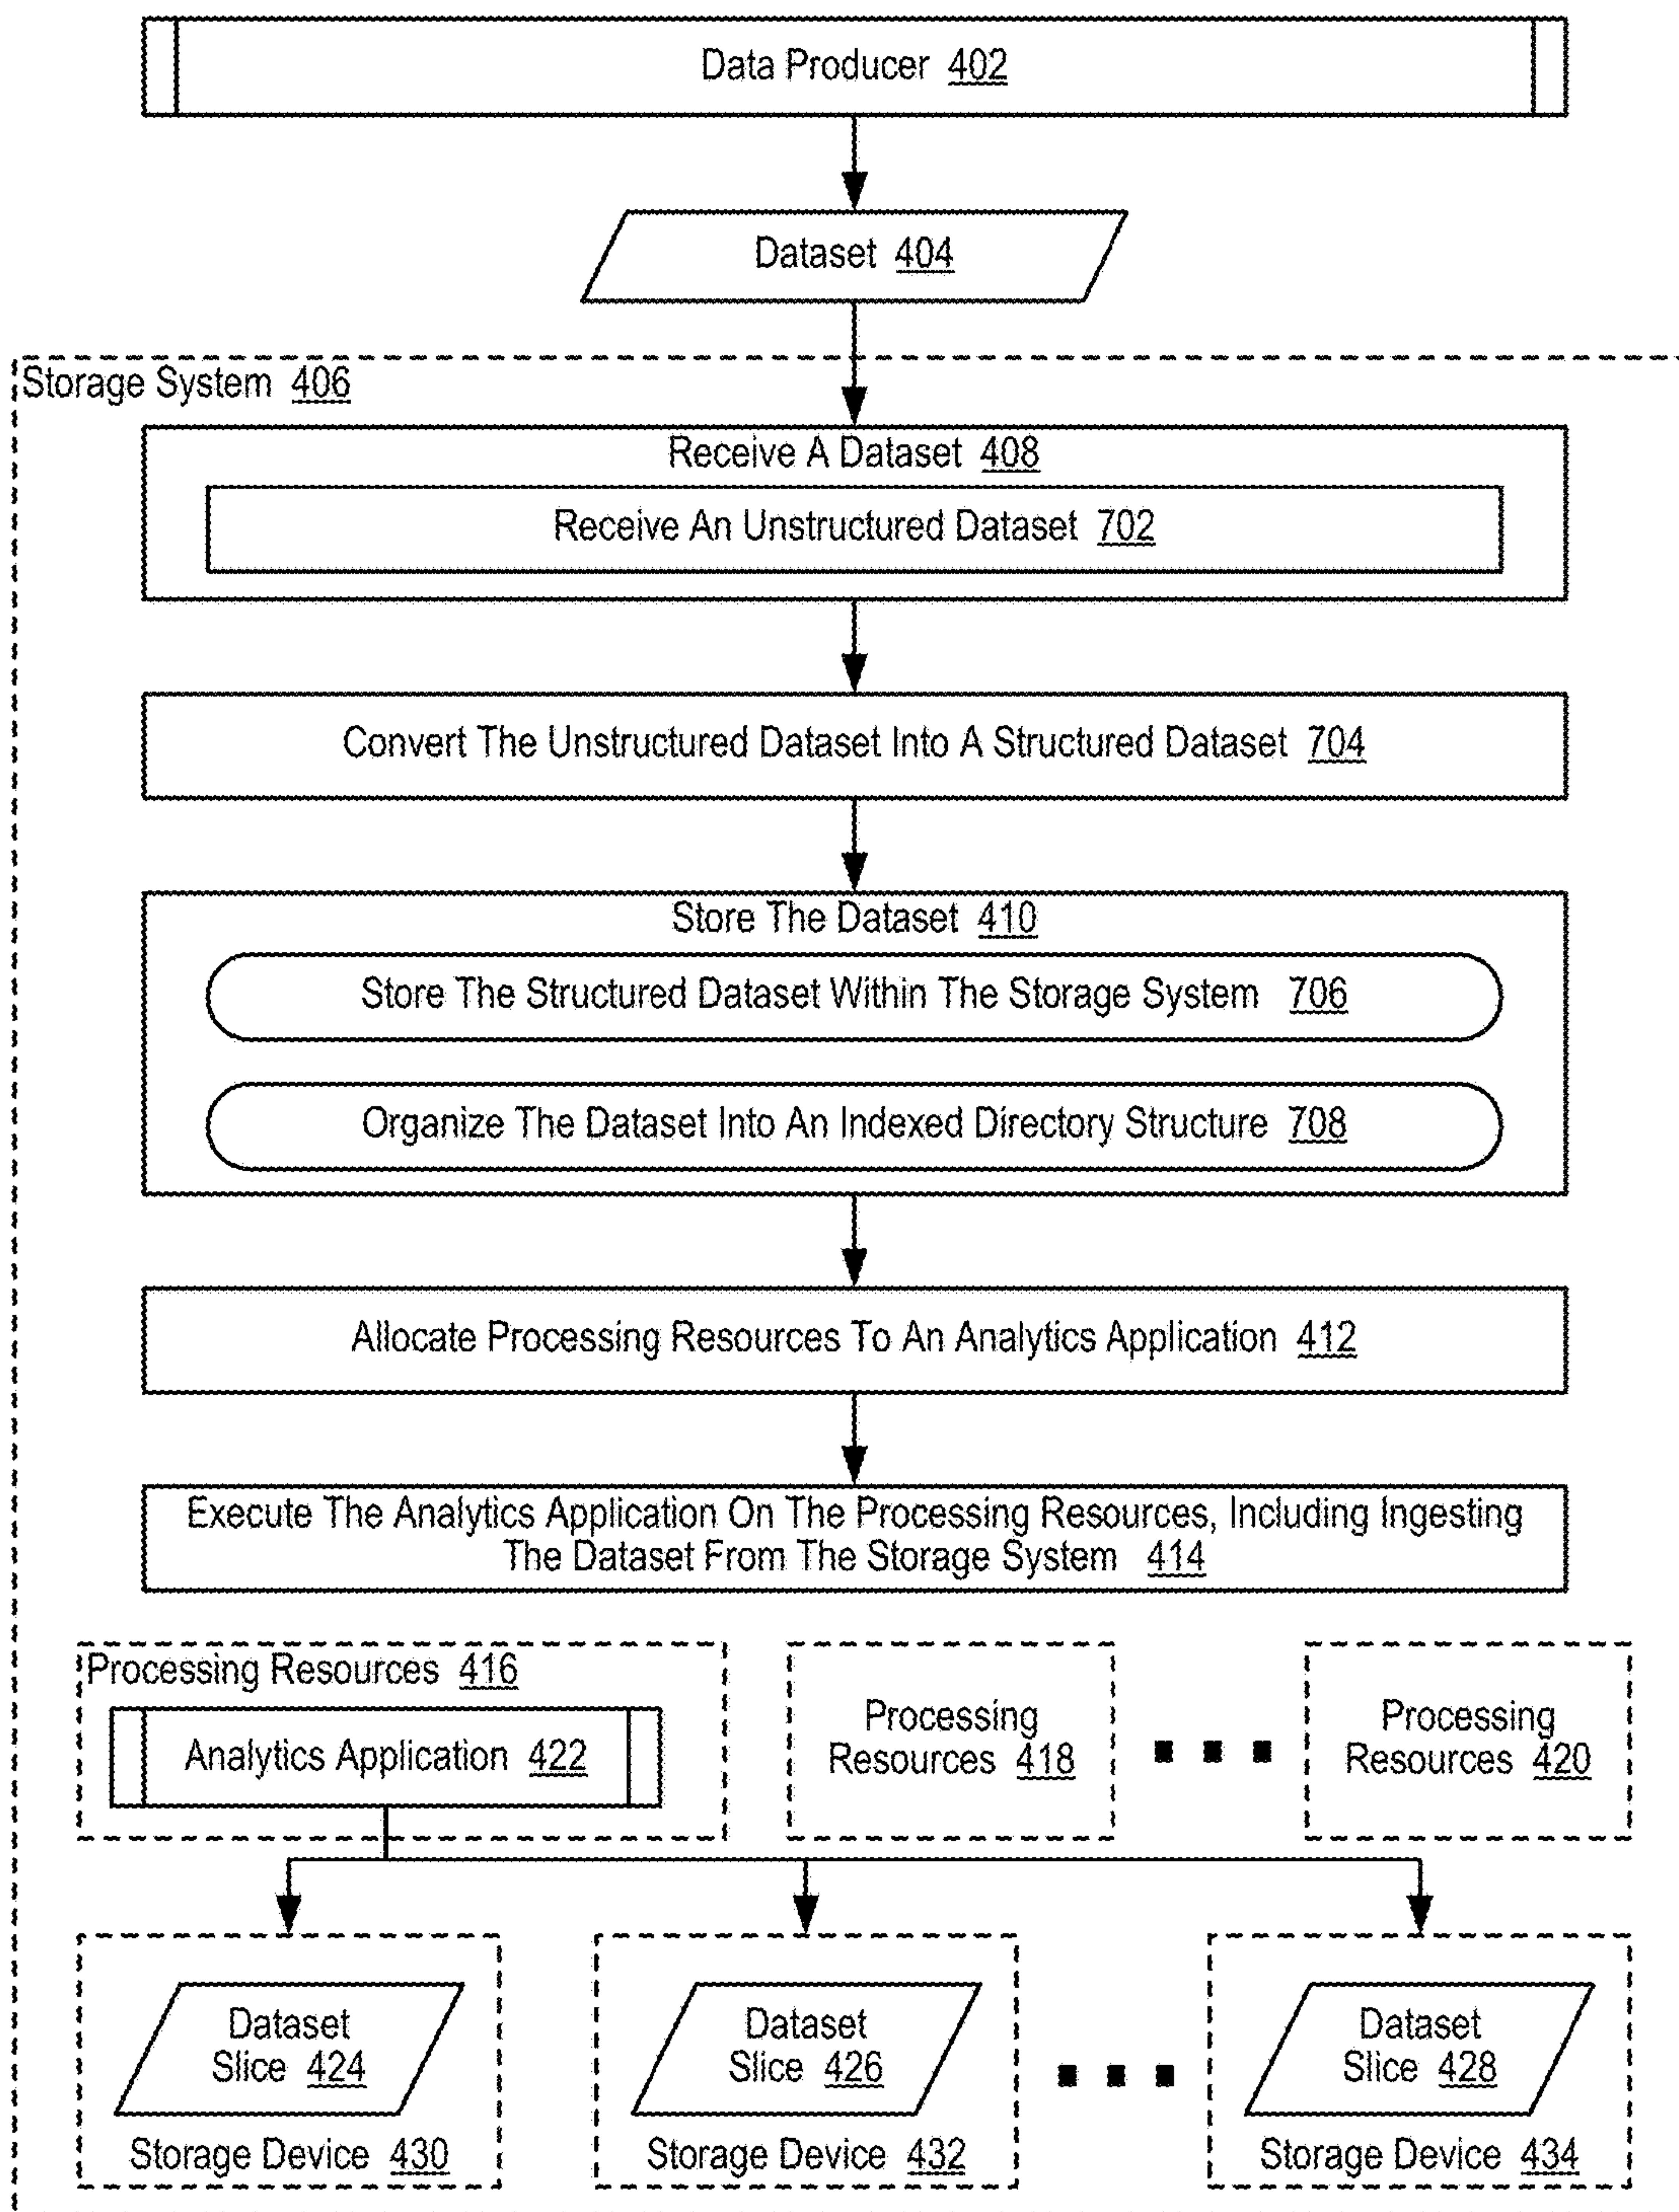 Data Producer 402
Dataset 404
Storage System 406
Receive A Dataset 408
Receive An Unstructured Dataset 702
Convert The Unstructured Dataset Into A Structured Dataset 704
Store The Dataset 410
Store The Structured Dataset Within The Storage System 706
Organize The Dataset Into An Indexed Directory Structure 708
Allocate Processing Resources To An Analytics Application 412
Execute The Analytics Application On The Processing Resources, Including Ingesting
The Dataset From The Storage System 414
Processing Resources 416
Analytics Application 422
Processing
Resources 418
Processing
Resources 420
Dataset
Slice 424
Storage Device 430
Dataset
Slice 426
Storage Device 432
Dataset
Slice 428
Storage Device 434